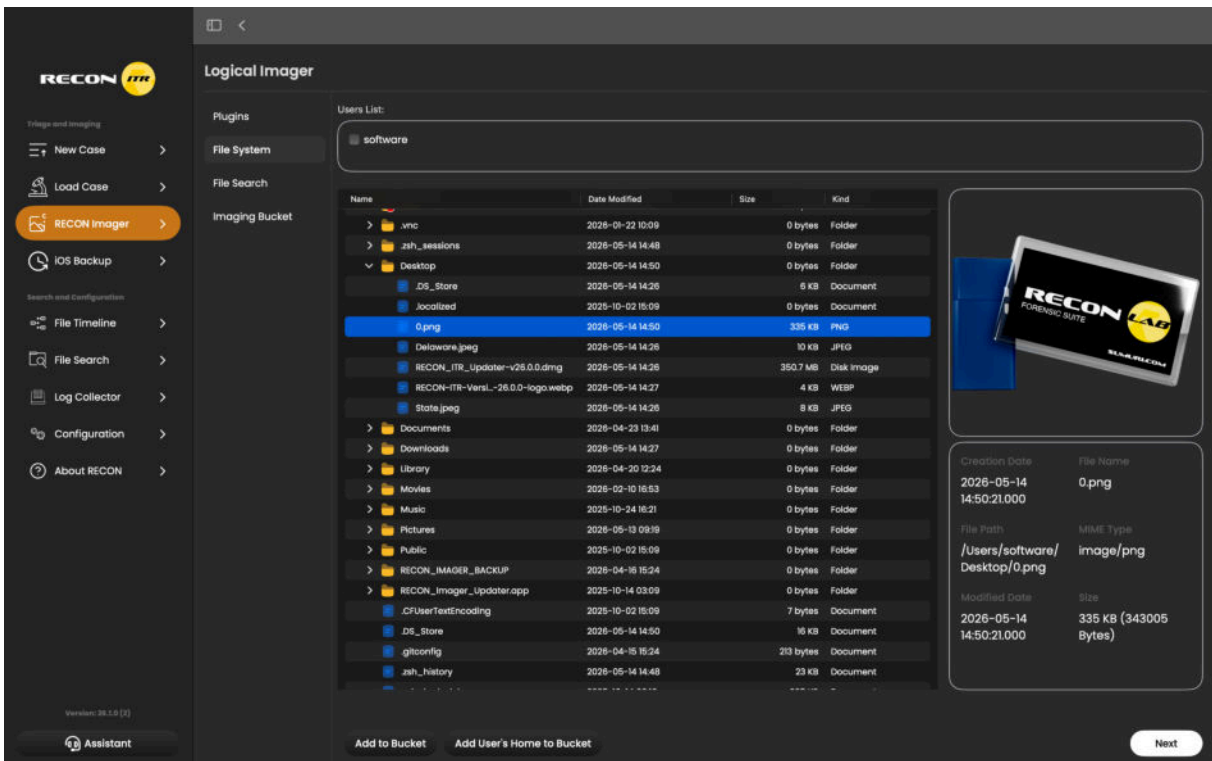 RECON ITR
Logical Imager
Triage and Imaging
New Case
Load Case
RECON Imager
iOS Backup
Search and Configuration
File Timeline
File Search
Log Collector
Configuration
About RECON
Assistant
Plugins
File System
File Search
Imaging Bucket
Users List:
software
Name Date Modified Size Kind
.vnc 2026-01-22 10:09 0 bytes Folder
.zsh_sessions 2026-05-14 14:48 0 bytes Folder
Desktop 2026-05-14 14:50 0 bytes Folder
.DS_Store 2026-05-14 14:26 6 KB Document
.localized 2025-10-02 15:09 0 bytes Document
0.png 2026-05-14 14:50 335 KB PNG
Delaware.jpeg 2026-05-14 14:26 10 KB JPEG
RECON_ITR_Updater-v26.0.0.dmg 2026-05-14 14:26 350.7 MB Disk Image
RECON-ITR-Versi...-26.0.0-logo.webp 2026-05-14 14:27 4 KB WEBP
State.jpeg 2026-05-14 14:26 8 KB JPEG
Documents 2026-04-23 13:41 0 bytes Folder
Downloads 2026-05-14 14:27 0 bytes Folder
Library 2026-04-20 12:24 0 bytes Folder
Movies 2026-02-10 16:53 0 bytes Folder
Music 2025-10-24 16:21 0 bytes Folder
Pictures 2026-05-13 09:19 0 bytes Folder
Public 2025-10-02 15:09 0 bytes Folder
RECON_IMAGER_BACKUP 2026-04-16 15:24 0 bytes Folder
RECON_Imager_Updater.app 2025-10-14 03:09 0 bytes Folder
.CFUserTextEncoding 2025-10-02 15:09 7 bytes Document
.DS_Store 2026-05-14 14:50 16 KB Document
.gitconfig 2026-04-15 15:24 213 bytes Document
.zsh_history 2026-05-14 14:48 23 KB Document
RECON LAB
FORENSIC SUITE
SUMURI.COM
Creation Date File Name
2026-05-14 0.png
14:50:21.000
File Path MIME Type
/Users/software/ image/png
Desktop/0.png
Modified Date Size
2026-05-14 335 KB (343005
14:50:21.000 Bytes)
Add to Bucket Add User's Home to Bucket Next